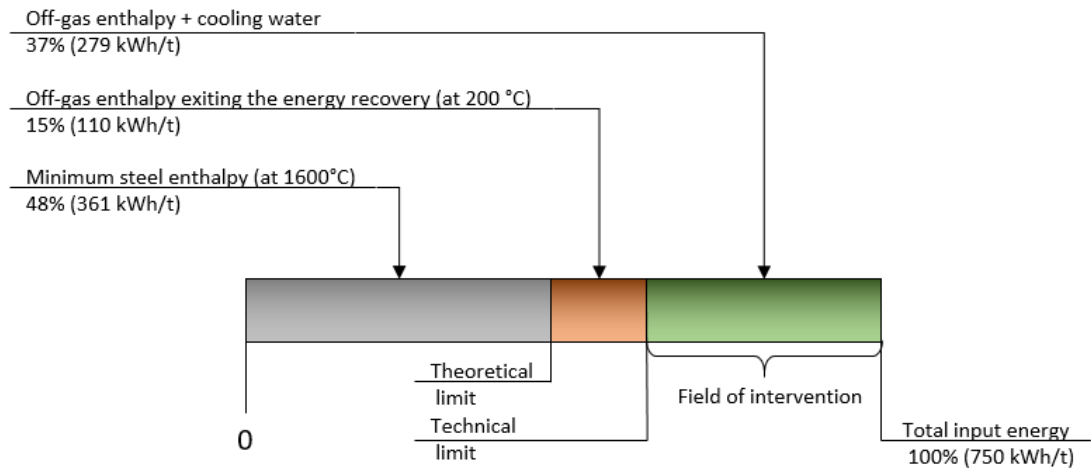 Off-gas enthalpy + cooling water
37% (279 kWh/t)
Off-gas enthalpy exiting the energy recovery (at 200 °C)
15% (110 kWh/t)
Minimum steel enthalpy (at 1600°C)
48% (361 kWh/t)
Theoretical
limit
Field of intervention
Technical
limit
0
Total input energy
100% (750 kWh/t)